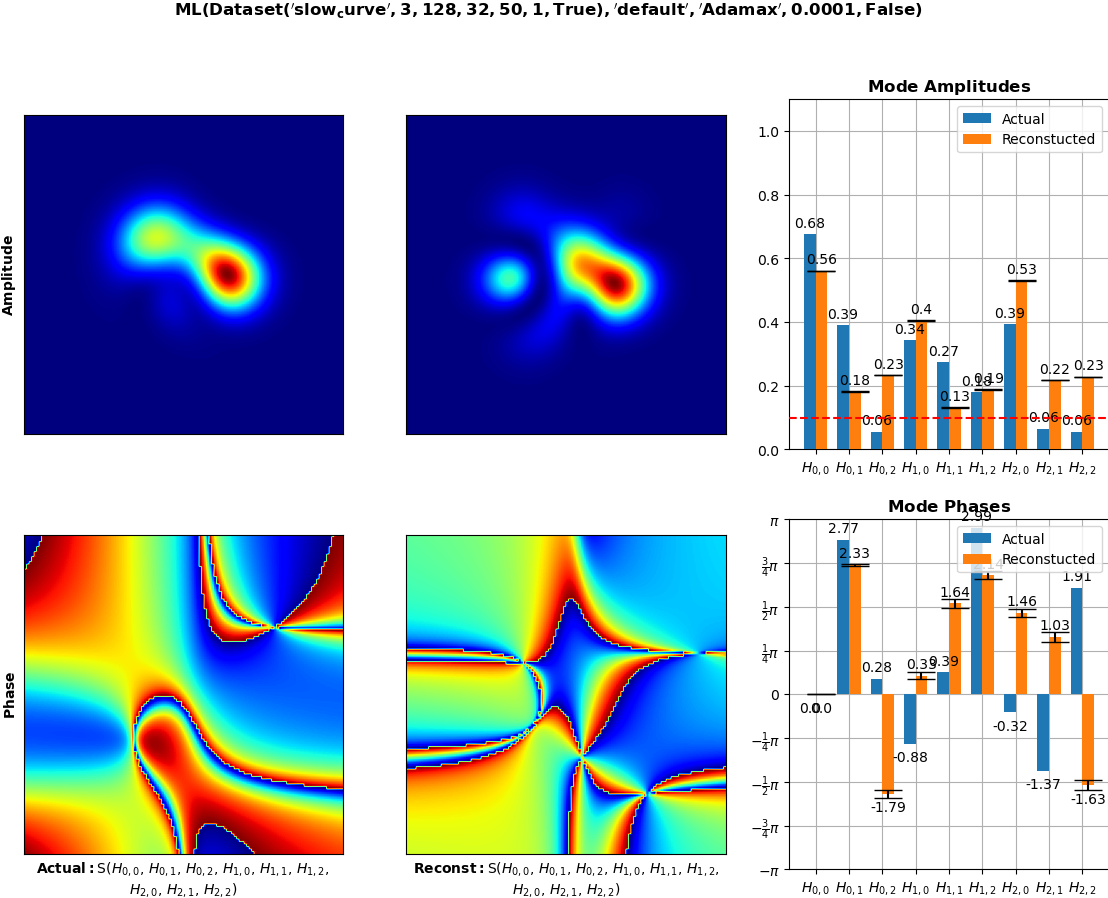 ML(Dataset('slow_curve', 3, 128, 32, 50, 1, True), 'default', 'Adamax', 0.0001, False)
Amplitude
Mode Amplitudes
Actual
Reconstucted
1.0
0.8
0.6
0.4
0.2
0.0
0.68
0.56
0.39
0.18
0.06
0.23
0.34
0.4
0.27
0.13
0.18
0.19
0.39
0.53
0.06
0.22
0.06
0.23
H0,0 H0,1 H0,2 H1,0 H1,1 H1,2 H2,0 H2,1 H2,2
Phase
Actual: S(H0,0, H0,1, H0,2, H1,0, H1,1, H1,2,
H2,0, H2,1, H2,2)
Reconst: S(H0,0, H0,1, H0,2, H1,0, H1,1, H1,2,
H2,0, H2,1, H2,2)
Mode Phases
Actual
Reconstucted
π
3/4π
1/2π
1/4π
0
−1/4π
−1/2π
−3/4π
−π
0.0
0.0
2.77
2.33
0.28
-1.79
-0.88
0.33
0.39
1.64
2.99
-0.32
1.46
-1.37
1.03
1.91
-1.63
H0,0 H0,1 H0,2 H1,0 H1,1 H1,2 H2,0 H2,1 H2,2